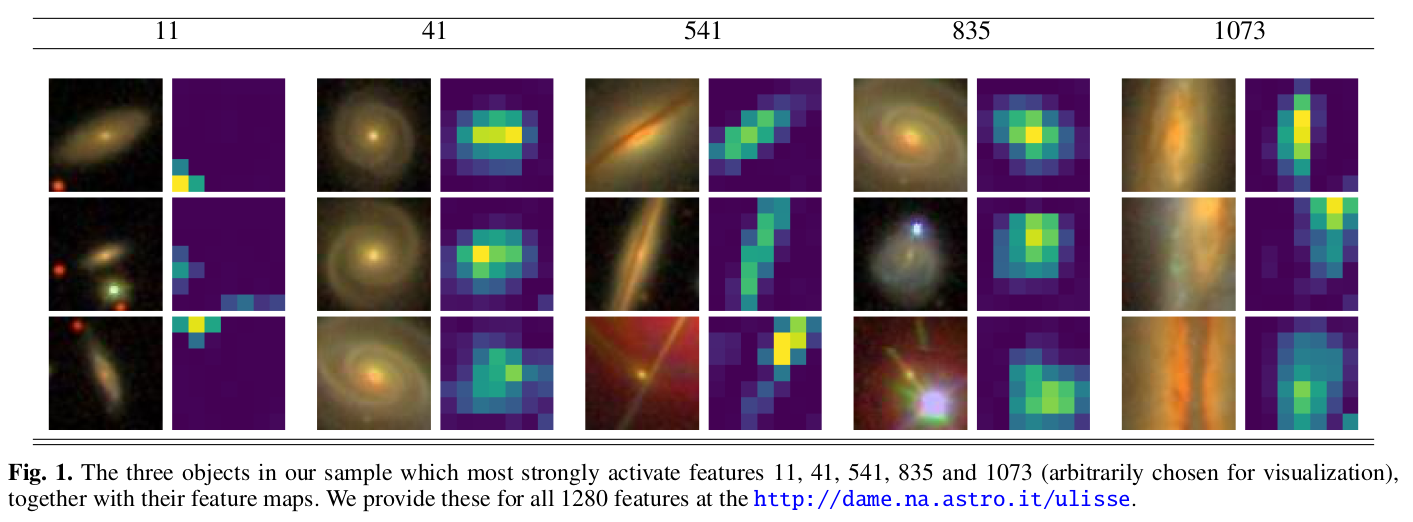 11 41 541 835 1073
Fig. 1. The three objects in our sample which most strongly activate features 11, 41, 541, 835 and 1073 (arbitrarily chosen for visualization),
together with their feature maps. We provide these for all 1280 features at the http://dame.na.astro.it/ulisse.